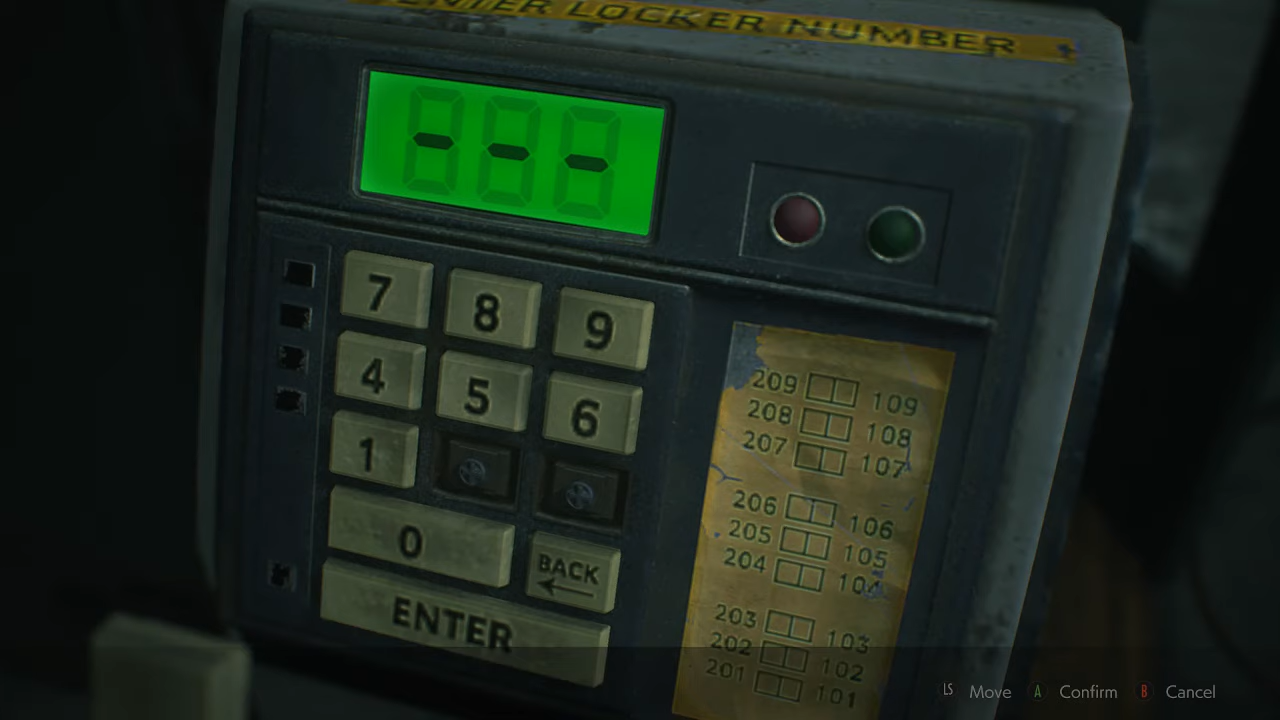 ENTER LOCKER NUMBER
---
7 8 9
4 5 6
1
0 BACK
ENTER
209 109
208 108
207 107
206 106
205 105
204 104
203 103
202 102
201 101
LS Move A Confirm B Cancel